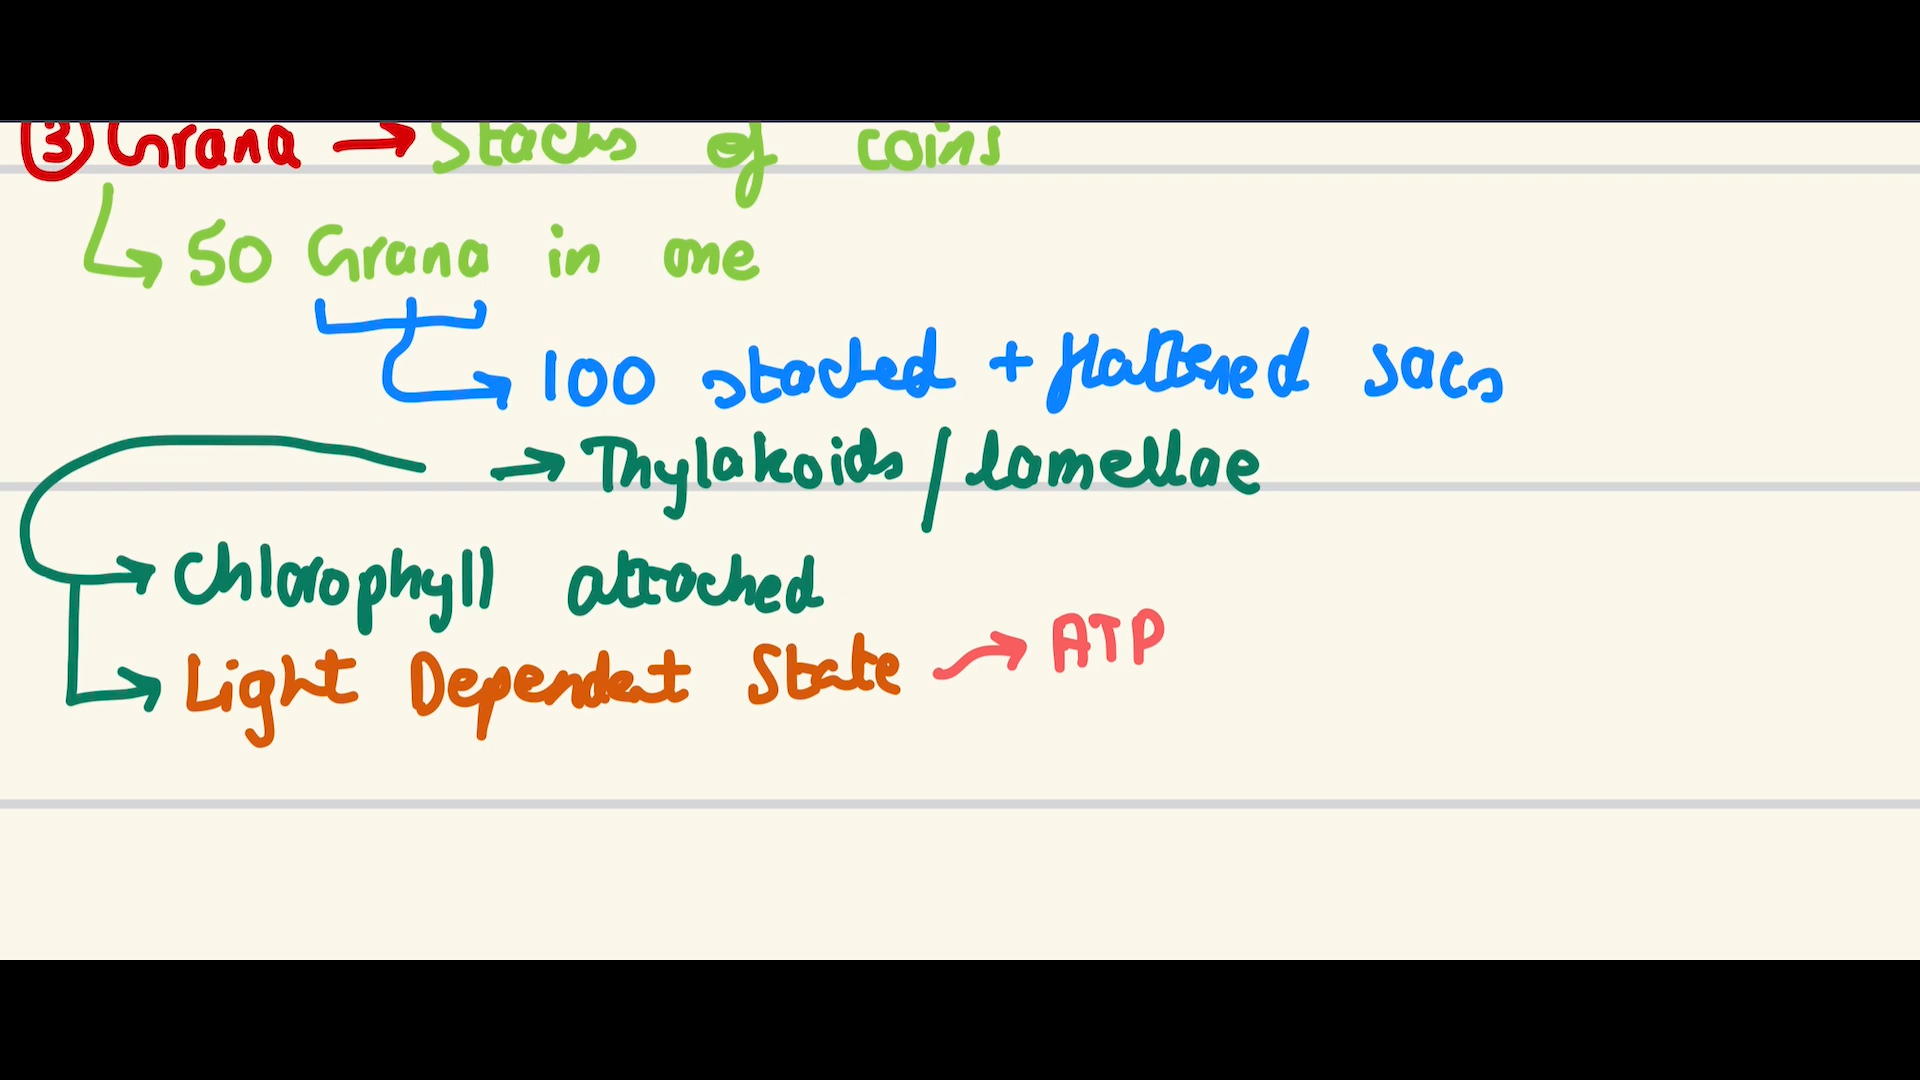 ③ Grana → Stacks of coins
↳ 50 Grana in one
↳ 100 stacked + flattened sacs
→ Thylakoids / lamellae
→ Chlorophyll attached
→ Light Dependent State → ATP